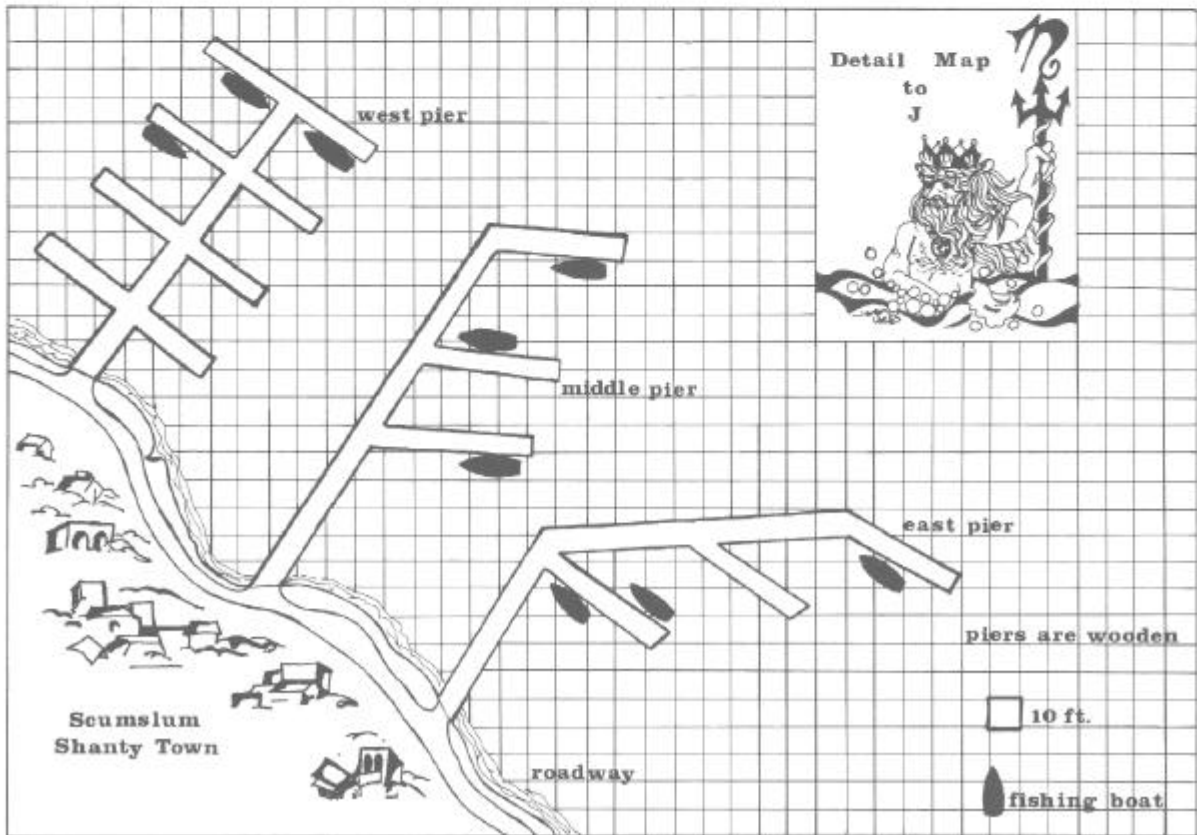 Detail Map
to
J
n
west pier
middle pier
east pier
piers are wooden
10 ft.
Scumslum
Shanty Town
roadway
fishing boat